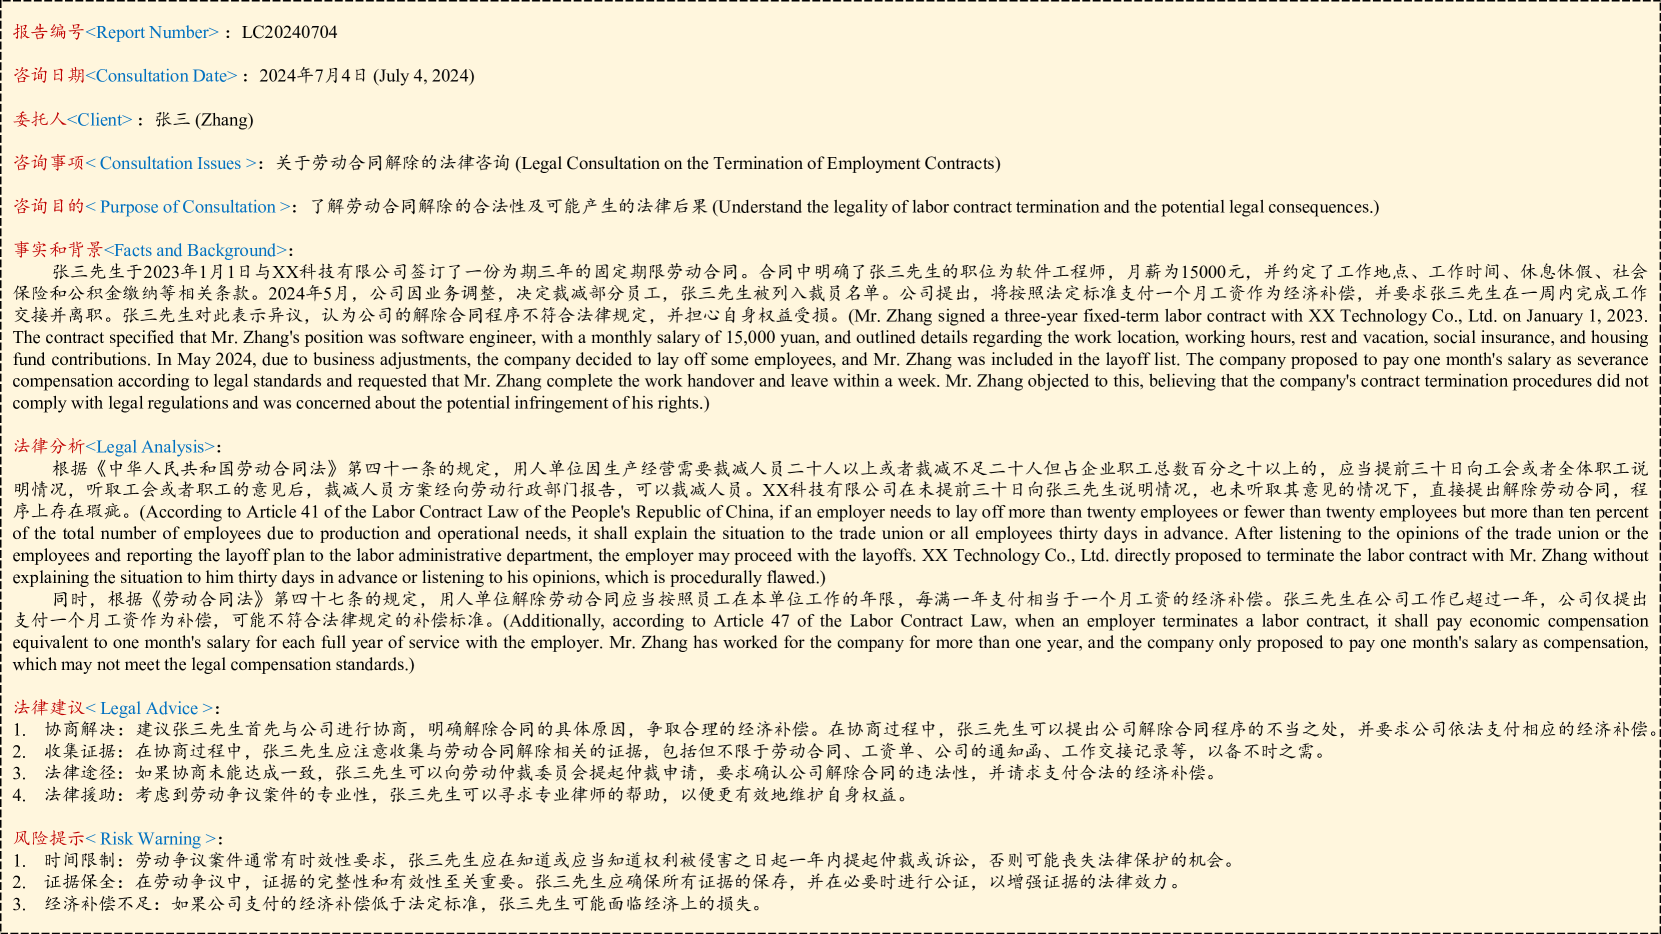 报告编号<Report Number> ：LC20240704
咨询日期<Consultation Date> ：2024年7月4日 (July 4, 2024)
委托人<Client> ：张三 (Zhang)
咨询事项< Consultation Issues >：关于劳动合同解除的法律咨询 (Legal Consultation on the Termination of Employment Contracts)
咨询目的< Purpose of Consultation >：了解劳动合同解除的合法性及可能产生的法律后果 (Understand the legality of labor contract termination and the potential legal consequences.)
事实和背景<Facts and Background>：
张三先生于2023年1月1日与XX科技有限公司签订了一份为期三年的固定期限劳动合同。合同中明确了张三先生的职位为软件工程师，月薪为15000元，并约定了工作地点、工作时间、休息休假、社会
保险和公积金缴纳等相关条款。2024年5月，公司因业务调整，决定裁减部分员工，张三先生被列入裁员名单。公司提出，将按照法定标准支付一个月工资作为经济补偿，并要求张三先生在一周内完成工作
交接并离职。张三先生对此表示异议，认为公司的解除合同程序不符合法律规定，并担心自身权益受损。(Mr. Zhang signed a three-year fixed-term labor contract with XX Technology Co., Ltd. on January 1, 2023.
The contract specified that Mr. Zhang's position was software engineer, with a monthly salary of 15,000 yuan, and outlined details regarding the work location, working hours, rest and vacation, social insurance, and housing
fund contributions. In May 2024, due to business adjustments, the company decided to lay off some employees, and Mr. Zhang was included in the layoff list. The company proposed to pay one month's salary as severance
compensation according to legal standards and requested that Mr. Zhang complete the work handover and leave within a week. Mr. Zhang objected to this, believing that the company's contract termination procedures did not
comply with legal regulations and was concerned about the potential infringement of his rights.)
法律分析<Legal Analysis>：
根据《中华人民共和国劳动合同法》第四十一条的规定，用人单位因生产经营需要裁减人员二十人以上或者裁减不足二十人但占企业职工总数百分之十以上的，应当提前三十日向工会或者全体职工说
明情况，听取工会或者职工的意见后，裁减人员方案经向劳动行政部门报告，可以裁减人员。XX科技有限公司在未提前三十日向张三先生说明情况，也未听取其意见的情况下，直接提出解除劳动合同，程
序上存在瑕疵。(According to Article 41 of the Labor Contract Law of the People's Republic of China, if an employer needs to lay off more than twenty employees or fewer than twenty employees but more than ten percent
of the total number of employees due to production and operational needs, it shall explain the situation to the trade union or all employees thirty days in advance. After listening to the opinions of the trade union or the
employees and reporting the layoff plan to the labor administrative department, the employer may proceed with the layoffs. XX Technology Co., Ltd. directly proposed to terminate the labor contract with Mr. Zhang without
explaining the situation to him thirty days in advance or listening to his opinions, which is procedurally flawed.)
同时，根据《劳动合同法》第四十七条的规定，用人单位解除劳动合同应当按照员工在本单位工作的年限，每满一年支付相当于一个月工资的经济补偿。张三先生在公司工作已超过一年，公司仅提出
支付一个月工资作为补偿，可能不符合法律规定的补偿标准。(Additionally, according to Article 47 of the Labor Contract Law, when an employer terminates a labor contract, it shall pay economic compensation
equivalent to one month's salary for each full year of service with the employer. Mr. Zhang has worked for the company for more than one year, and the company only proposed to pay one month's salary as compensation,
which may not meet the legal compensation standards.)
法律建议< Legal Advice >：
1. 协商解决：建议张三先生首先与公司进行协商，明确解除合同的具体原因，争取合理的经济补偿。在协商过程中，张三先生可以提出公司解除合同程序的不当之处，并要求公司依法支付相应的经济补偿。
2. 收集证据：在协商过程中，张三先生应注意收集与劳动合同解除相关的证据，包括但不限于劳动合同、工资单、公司的通知函、工作交接记录等，以备不时之需。
3. 法律途径：如果协商未能达成一致，张三先生可以向劳动仲裁委员会提起仲裁申请，要求确认公司解除合同的违法性，并请求支付合法的经济补偿。
4. 法律援助：考虑到劳动争议案件的专业性，张三先生可以寻求专业律师的帮助，以便更有效地维护自身权益。
风险提示< Risk Warning >：
1. 时间限制：劳动争议案件通常有时效性要求，张三先生应在知道或应当知道权利被侵害之日起一年内提起仲裁或诉讼，否则可能丧失法律保护的机会。
2. 证据保全：在劳动争议中，证据的完整性和有效性至关重要。张三先生应确保所有证据的保存，并在必要时进行公证，以增强证据的法律效力。
3. 经济补偿不足：如果公司支付的经济补偿低于法定标准，张三先生可能面临经济上的损失。